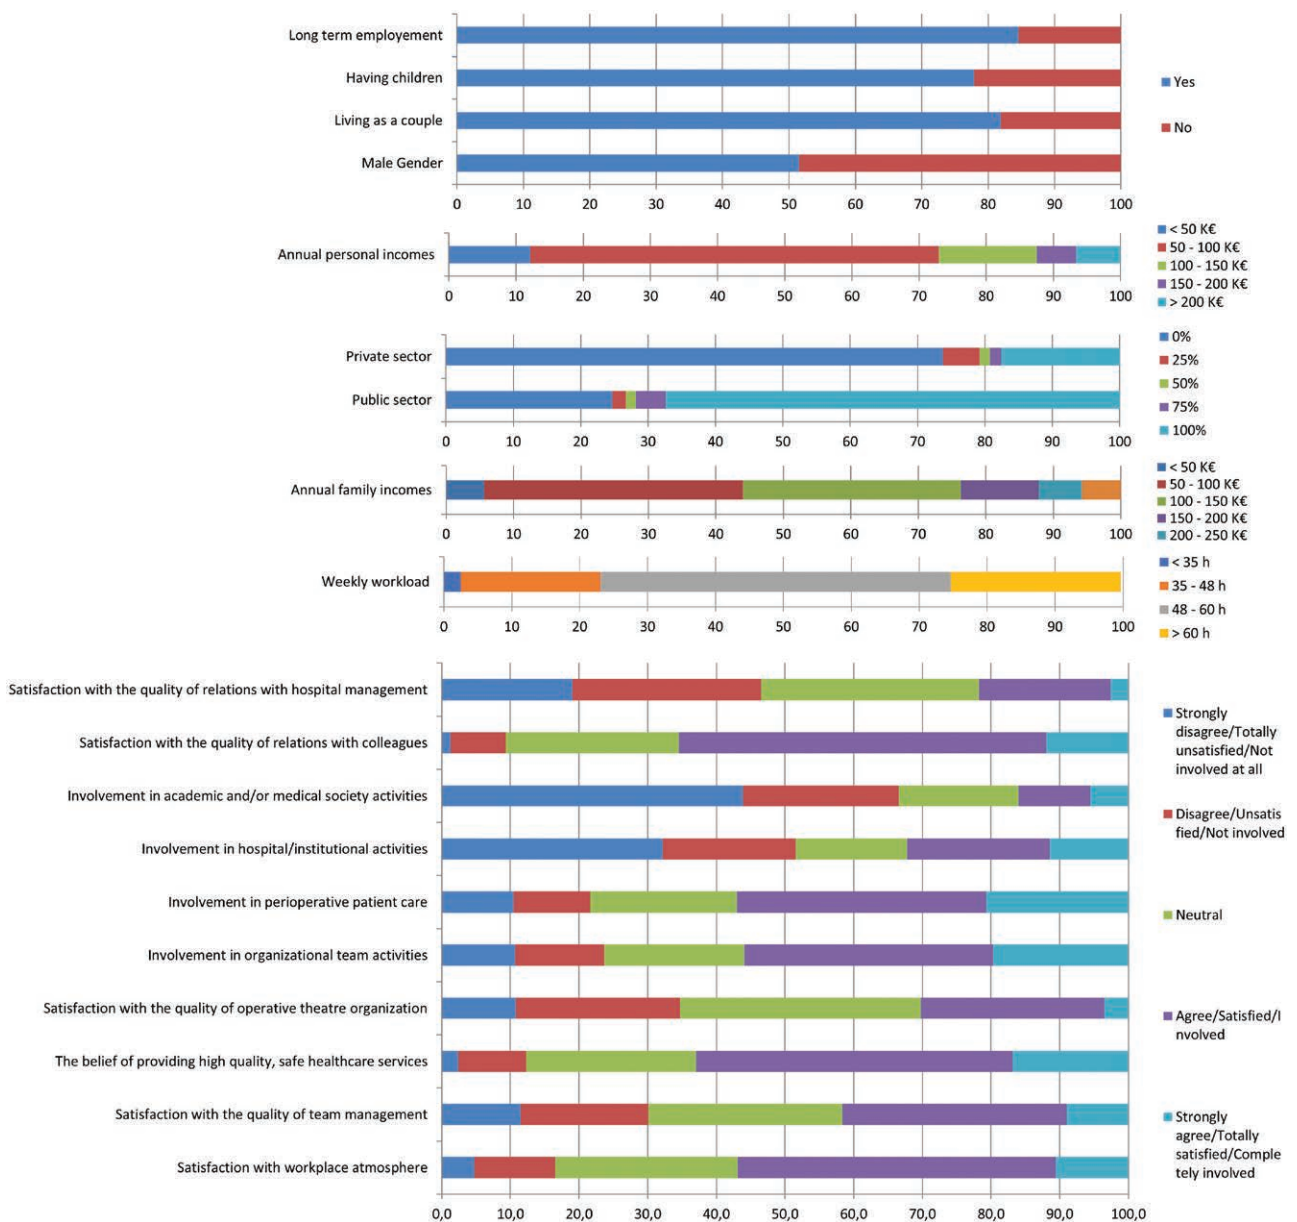 Long term employement
Having children
Living as a couple
Male Gender
0 10 20 30 40 50 60 70 80 90 100
Yes
No
Annual personal incomes
0 10 20 30 40 50 60 70 80 90 100
< 50 K€
50 - 100 K€
100 - 150 K€
150 - 200 K€
> 200 K€
Private sector
Public sector
0 10 20 30 40 50 60 70 80 90 100
0%
25%
50%
75%
100%
Annual family incomes
0 10 20 30 40 50 60 70 80 90 100
< 50 K€
50 - 100 K€
100 - 150 K€
150 - 200 K€
200 - 250 K€
Weekly workload
0 10 20 30 40 50 60 70 80 90 100
< 35 h
35 - 48 h
48 - 60 h
> 60 h
Satisfaction with the quality of relations with hospital management
Satisfaction with the quality of relations with colleagues
Involvement in academic and/or medical society activities
Involvement in hospital/institutional activities
Involvement in perioperative patient care
Involvement in organizational team activities
Satisfaction with the quality of operative theatre organization
The belief of providing high quality, safe healthcare services
Satisfaction with the quality of team management
Satisfaction with workplace atmosphere
0,0 10,0 20,0 30,0 40,0 50,0 60,0 70,0 80,0 90,0 100,0
Strongly
disagree/Totally
unsatisfied/Not
involved at all
Disagree/Unsatis
fied/Not involved
Neutral
Agree/Satisfied/I
nvolved
Strongly
agree/Totally
satisfied/Comple
tely involved